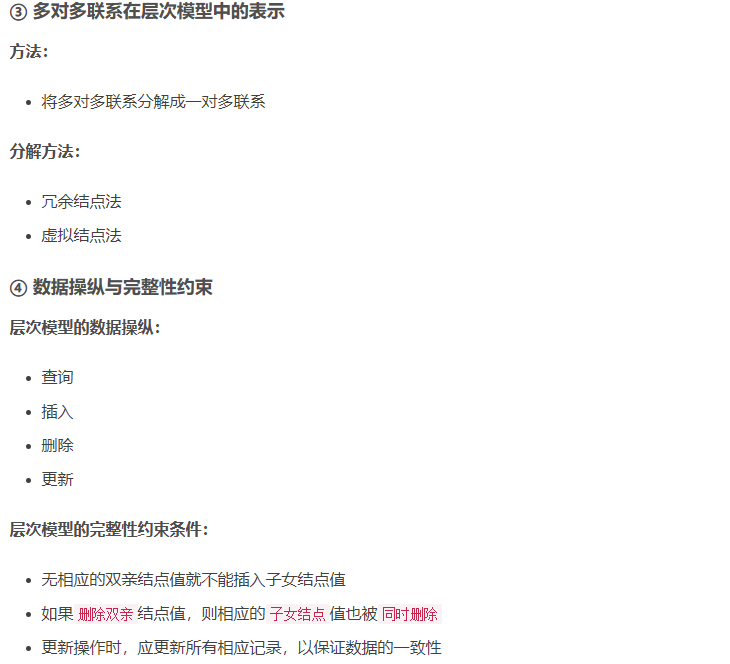 ③ 多对多联系在层次模型中的表示
方法：
将多对多联系分解成一对多联系
分解方法：
冗余结点法
虚拟结点法
④ 数据操纵与完整性约束
层次模型的数据操纵：
查询
插入
删除
更新
层次模型的完整性约束条件：
无相应的双亲结点值就不能插入子女结点值
如果 删除双亲 结点值，则相应的 子女结点 值也被 同时删除
更新操作时，应更新所有相应记录，以保证数据的一致性